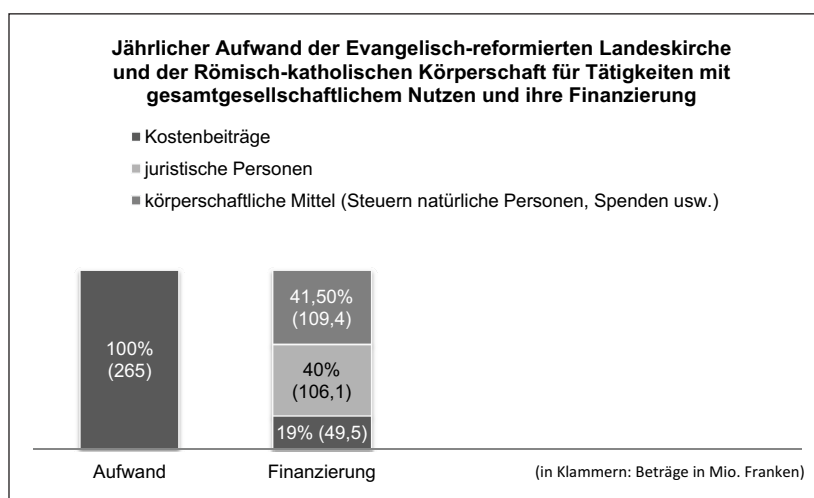 Jährlicher Aufwand der Evangelisch-reformierten Landeskirche
und der Römisch-katholischen Körperschaft für Tätigkeiten mit
gesamtgesellschaftlichem Nutzen und ihre Finanzierung
Kostenbeiträge
juristische Personen
körperschaftliche Mittel (Steuern natürliche Personen, Spenden usw.)
100%
(265)
41,50%
(109,4)
40%
(106,1)
19% (49,5)
Aufwand
Finanzierung
(in Klammern: Beträge in Mio. Franken)